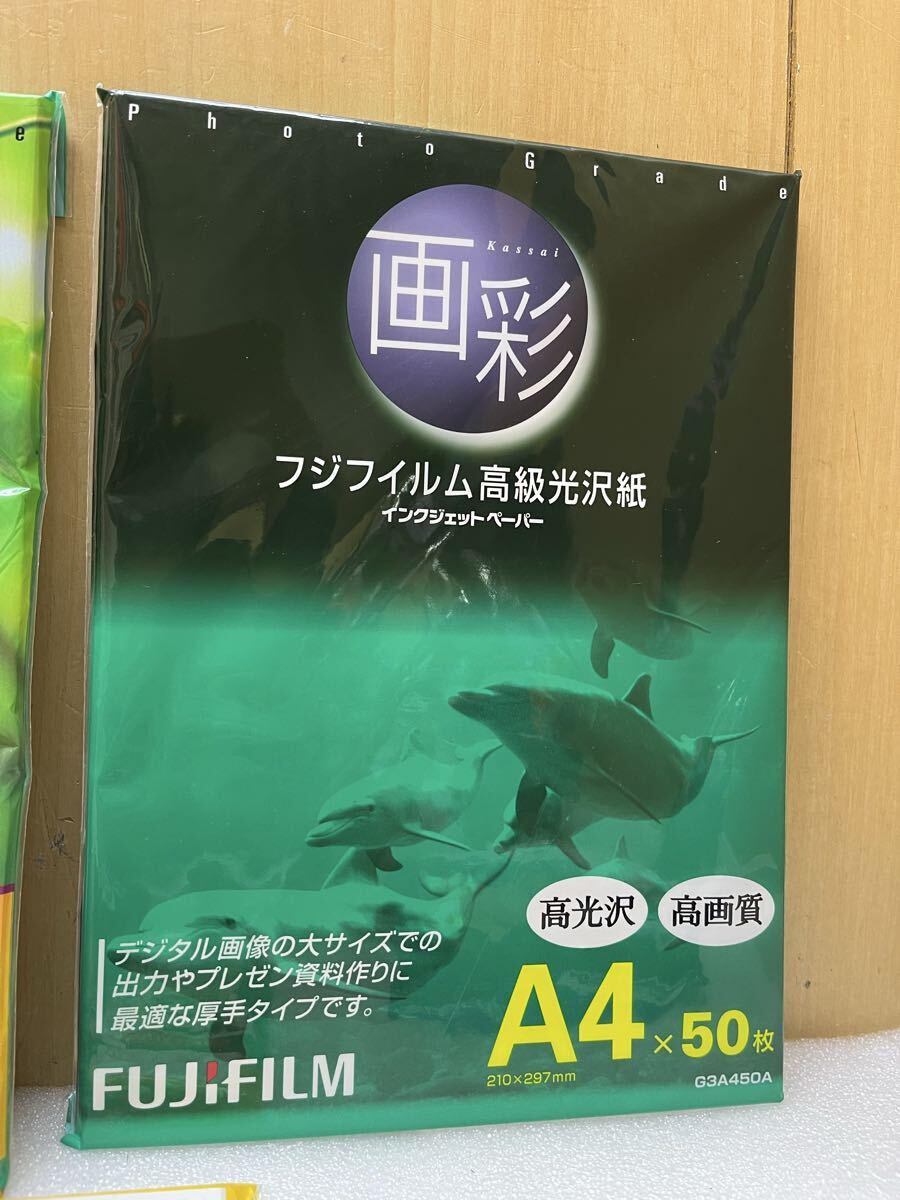 e
Photo Grade
Kassai
画彩
フジフイルム高級光沢紙
インクジェットペーパー
高光沢
高画質
デジタル画像の大サイズでの
出力やプレゼン資料作りに
最適な厚手タイプです。
A4×50枚
210×297mm
FUJIFILM
G3A450A